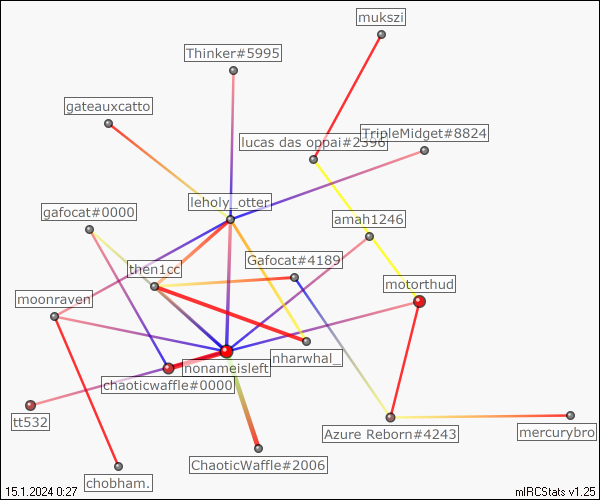 mukszi
Thinker#5995
gateauxcatto
TripleMidget#8824
lucas das oppai#2396
leholy_otter
gafocat#0000
amah1246
Gafocat#4189
then1cc
motorthud
moonraven
nharwhal_
nonameisleft
chaoticwaffle#0000
tt532
Azure Reborn#4243
mercurybro
ChaoticWaffle#2006
chobham.
15.1.2024 0:27
mIRCStats v1.25